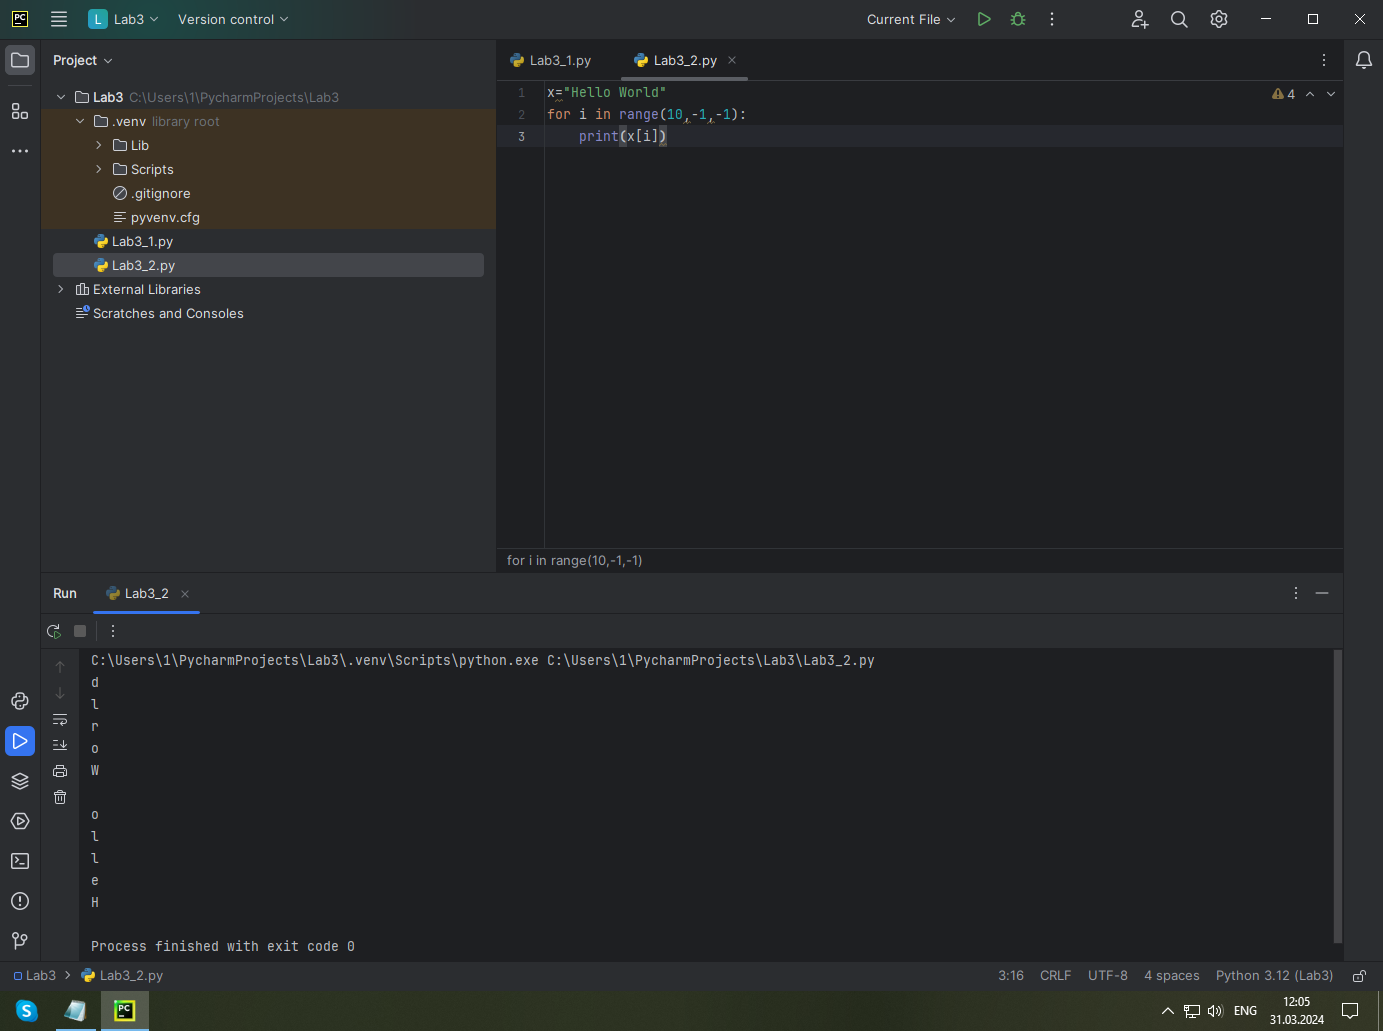 PC
L Lab3 Version control Current File
Project
Lab3 C:\Users\1\PycharmProjects\Lab3
.venv library root
Lib
Scripts
.gitignore
pyvenv.cfg
Lab3_1.py
Lab3_2.py
External Libraries
Scratches and Consoles
Lab3_1.py Lab3_2.py
1 x="Hello World"
2 for i in range(10,-1,-1):
3     print(x[i])
4
for i in range(10,-1,-1)
Run Lab3_2
C:\Users\1\PycharmProjects\Lab3\.venv\Scripts\python.exe C:\Users\1\PycharmProjects\Lab3\Lab3_2.py
d
l
r
o
W
o
l
l
e
H
Process finished with exit code 0
Lab3 > Lab3_2.py 3:16 CRLF UTF-8 4 spaces Python 3.12 (Lab3)
S PC ENG 12:05
31.03.2024